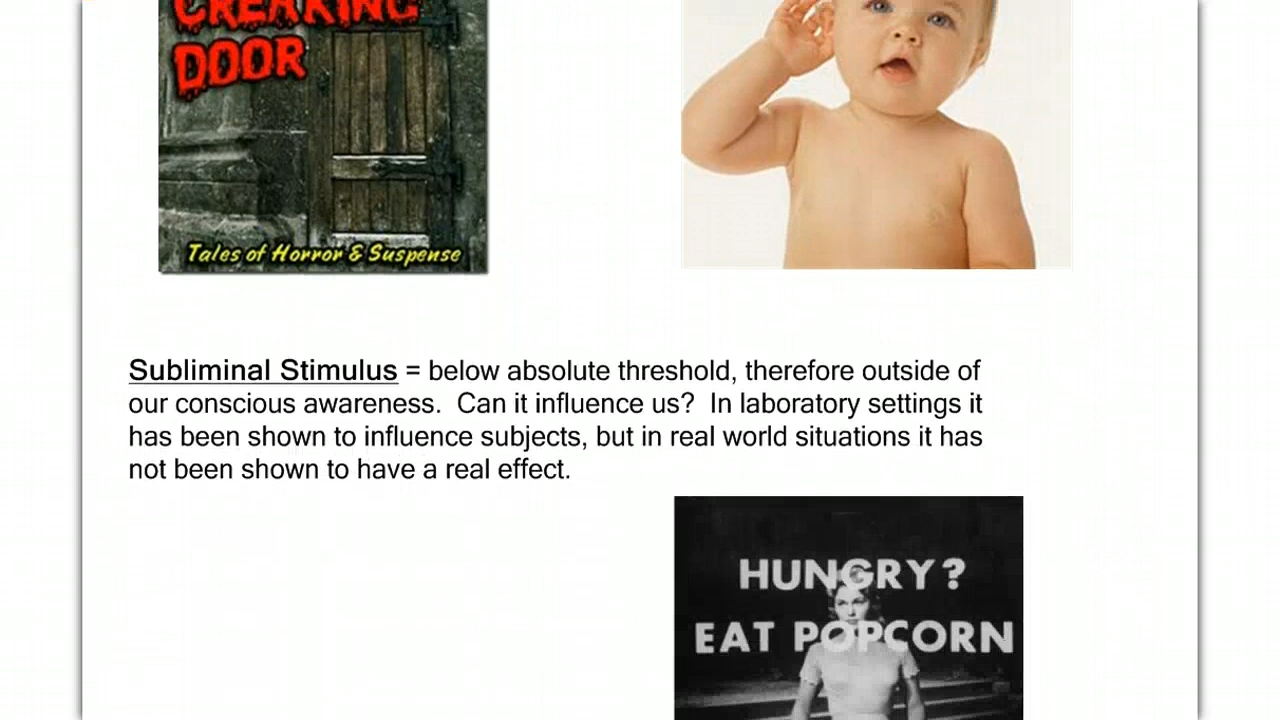 CREAKING
DOOR
Tales of Horror & Suspense
Subliminal Stimulus = below absolute threshold, therefore outside of
our conscious awareness.  Can it influence us?  In laboratory settings it
has been shown to influence subjects, but in real world situations it has
not been shown to have a real effect.
HUNGRY?
EAT POPCORN